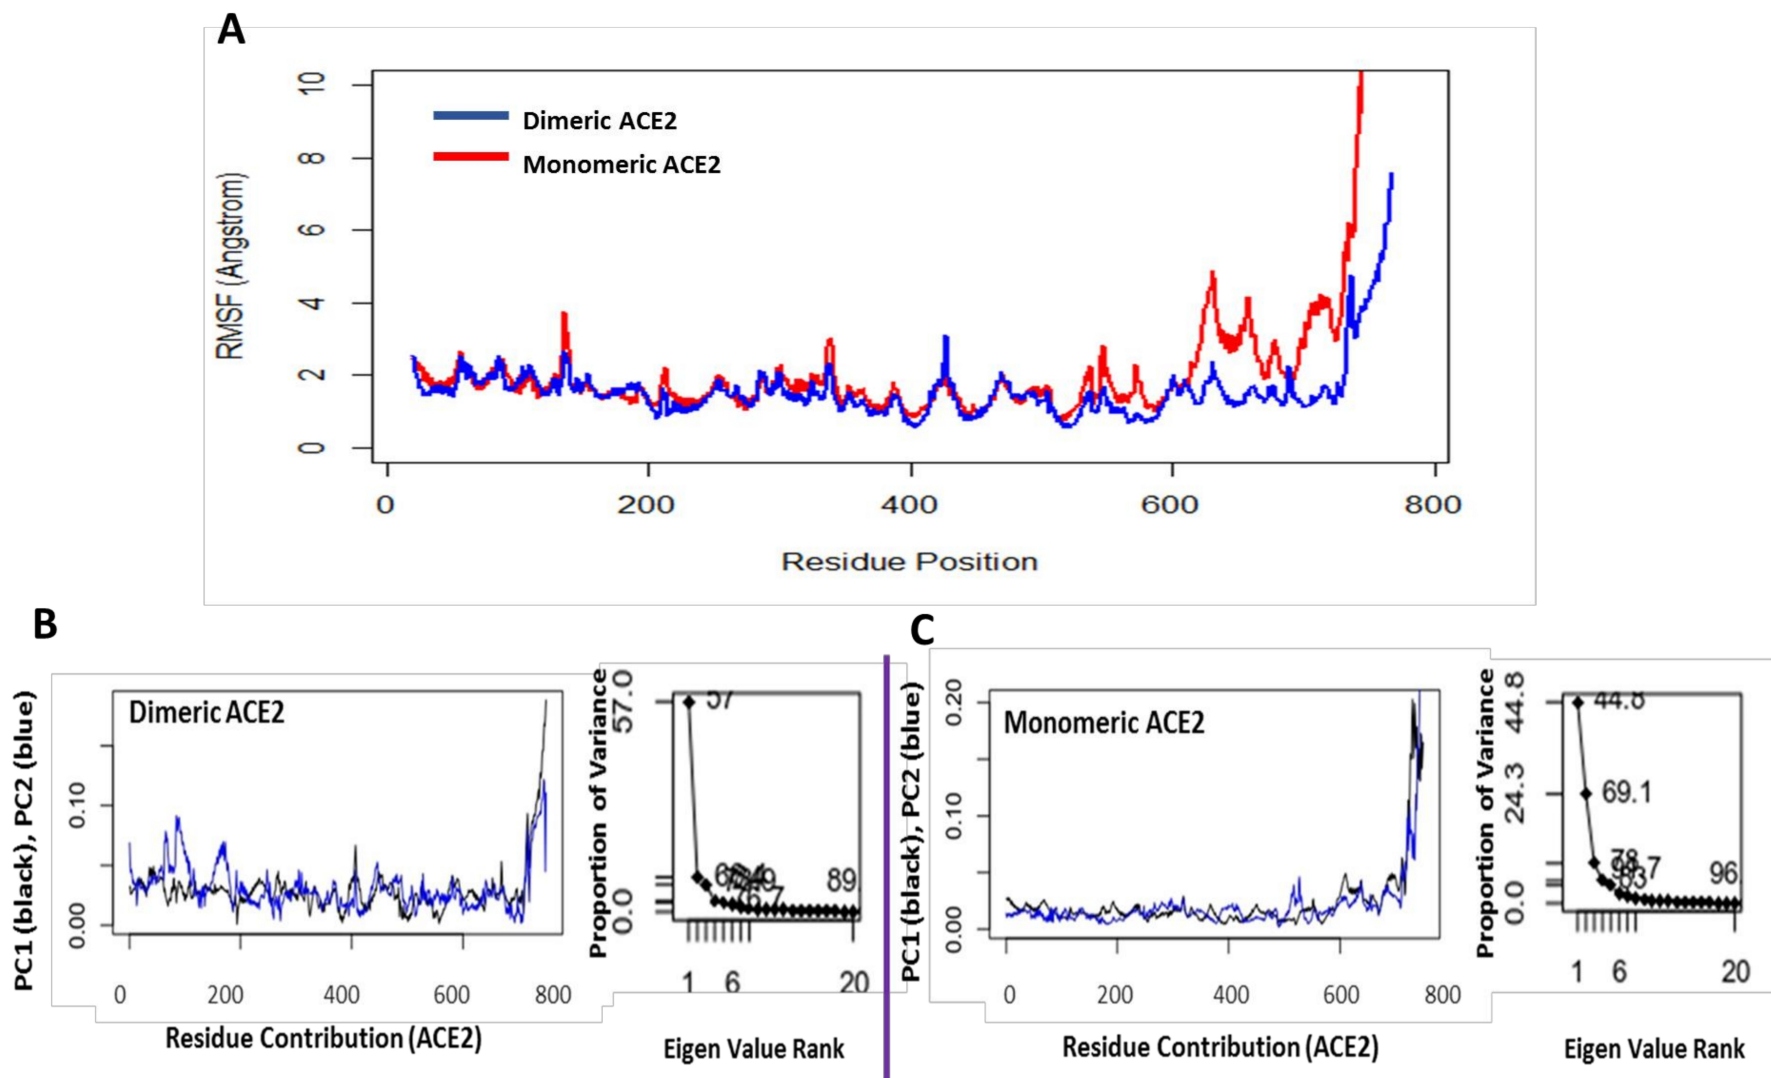 A
10
8
6
4
2
0
RMSF (Angstrom)
Dimeric ACE2
Monomeric ACE2
0 200 400 600 800
Residue Position
B
PC1 (black), PC2 (blue)
0.10
0.00
Dimeric ACE2
0 200 400 600 800
Residue Contribution (ACE2)
Proportion of Variance
57.0
0.0
57
89.
1 6 20
Eigen Value Rank
C
PC1 (black), PC2 (blue)
0.20
0.10
0.00
Monomeric ACE2
0 200 400 600 800
Residue Contribution (ACE2)
Proportion of Variance
44.8
24.3
0.0
44.8
69.1
96.
1 6 20
Eigen Value Rank